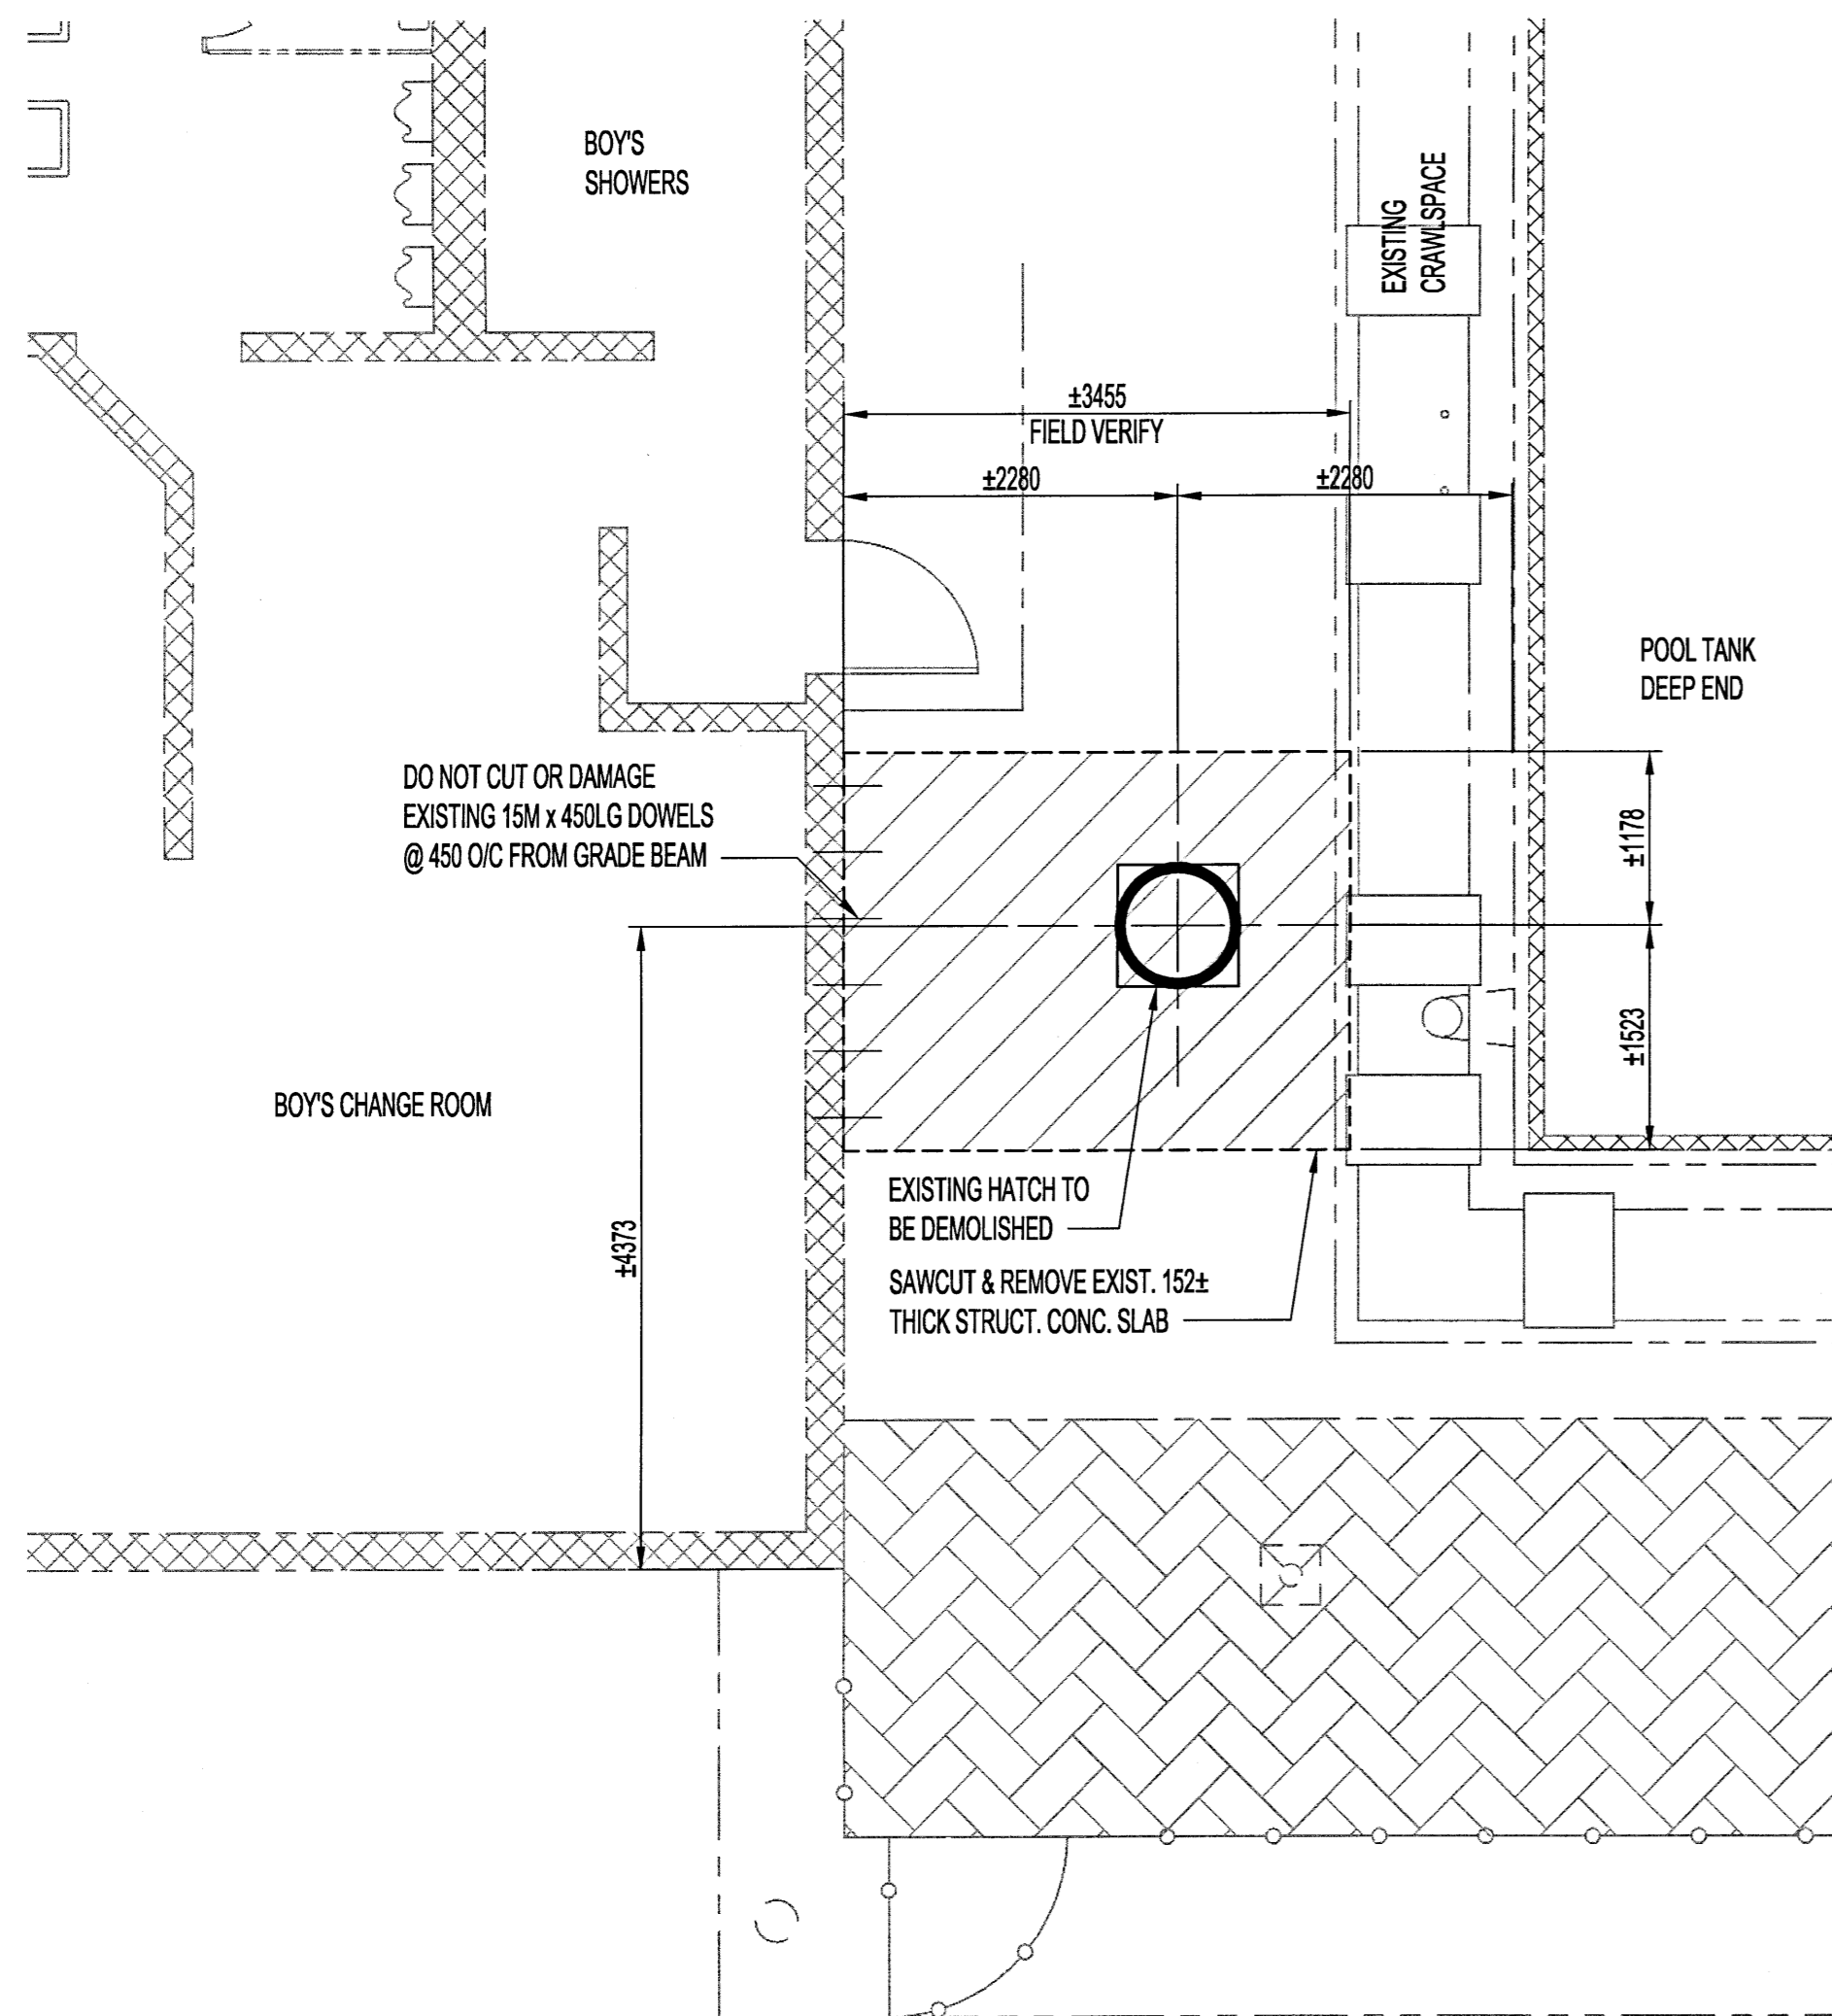 BOY'S
SHOWERS
EXISTING
CRAWLSPACE
±3455
FIELD VERIFY
±2280
±2280
POOL TANK
DEEP END
DO NOT CUT OR DAMAGE
EXISTING 15M x 450LG DOWELS
@ 450 O/C FROM GRADE BEAM
±1178
±1523
BOY'S CHANGE ROOM
±4373
EXISTING HATCH TO
BE DEMOLISHED
SAWCUT & REMOVE EXIST. 152±
THICK STRUCT. CONC. SLAB